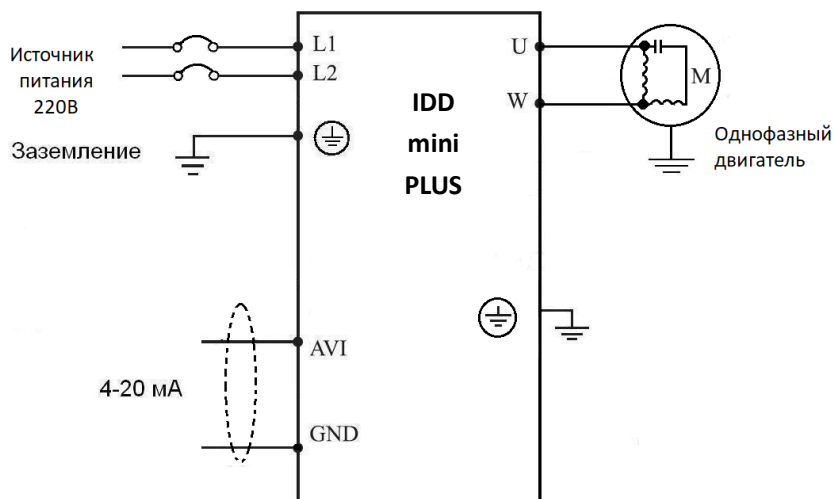 Источник
питания
220В
L1
L2
Заземление
IDD
mini
PLUS
U
W
M
Однофазный
двигатель
4-20 мА
AVI
GND